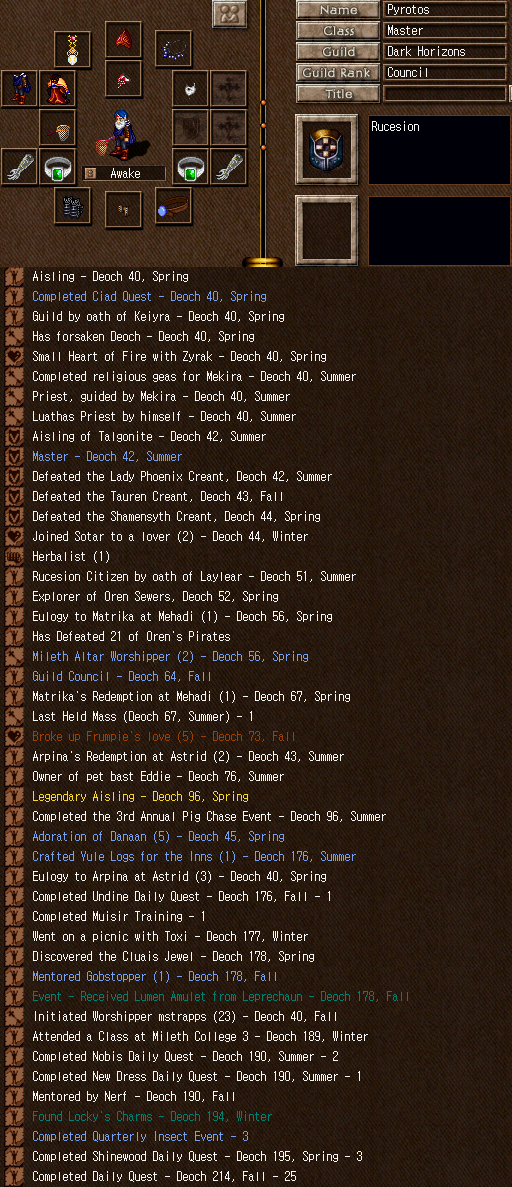 Name Pyrotos
Class Master
Guild Dark Horizons
Guild Rank Council
Title
Rucesion
Awake
Aisling - Deoch 40, Spring
Completed Ciad Quest - Deoch 40, Spring
Guild by oath of Keiyra - Deoch 40, Spring
Has forsaken Deoch - Deoch 40, Spring
Small Heart of Fire with Zyrak - Deoch 40, Spring
Completed religious geas for Mekira - Deoch 40, Summer
Priest, guided by Mekira - Deoch 40, Summer
Luathas Priest by himself - Deoch 40, Summer
Aisling of Talgonite - Deoch 42, Summer
Master - Deoch 42, Summer
Defeated the Lady Phoenix Creant, Deoch 42, Summer
Defeated the Tauren Creant, Deoch 43, Fall
Defeated the Shamensyth Creant, Deoch 44, Spring
Joined Sotar to a lover (2) - Deoch 44, Winter
Herbalist (1)
Rucesion Citizen by oath of Laylear - Deoch 51, Summer
Explorer of Oren Sewers, Deoch 52, Spring
Eulogy to Matrika at Mehadi (1) - Deoch 56, Spring
Has Defeated 21 of Oren's Pirates
Mileth Altar Worshipper (2) - Deoch 56, Spring
Guild Council - Deoch 64, Fall
Matrika's Redemption at Mehadi (1) - Deoch 67, Spring
Last Held Mass (Deoch 67, Summer) - 1
Broke up Frumpie's love (5) - Deoch 73, Fall
Arpina's Redemption at Astrid (2) - Deoch 43, Summer
Owner of pet bast Eddie - Deoch 76, Summer
Legendary Aisling - Deoch 96, Spring
Completed the 3rd Annual Pig Chase Event - Deoch 96, Summer
Adoration of Danaan (5) - Deoch 45, Spring
Crafted Yule Logs for the Inns (1) - Deoch 176, Summer
Eulogy to Arpina at Astrid (3) - Deoch 40, Spring
Completed Undine Daily Quest - Deoch 176, Fall - 1
Completed Muisir Training - 1
Went on a picnic with Toxi - Deoch 177, Winter
Discovered the Cluais Jewel - Deoch 178, Spring
Mentored Gobstopper (1) - Deoch 178, Fall
Event - Received Lumen Amulet from Leprechaun - Deoch 178, Fall
Initiated Worshipper mstrapps (23) - Deoch 40, Fall
Attended a Class at Mileth College 3 - Deoch 189, Winter
Completed Nobis Daily Quest - Deoch 190, Summer - 2
Completed New Dress Daily Quest - Deoch 190, Summer - 1
Mentored by Nerf - Deoch 190, Fall
Found Locky's Charms - Deoch 194, Winter
Completed Quarterly Insect Event - 3
Completed Shinewood Daily Quest - Deoch 195, Spring - 3
Completed Daily Quest - Deoch 214, Fall - 25